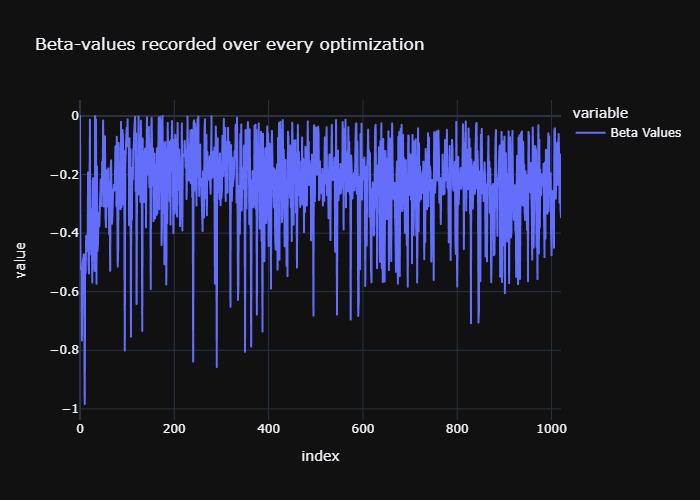 Beta-values recorded over every optimization
variable
Beta Values
value
0
−0.2
−0.4
−0.6
−0.8
−1
0 200 400 600 800 1000
index